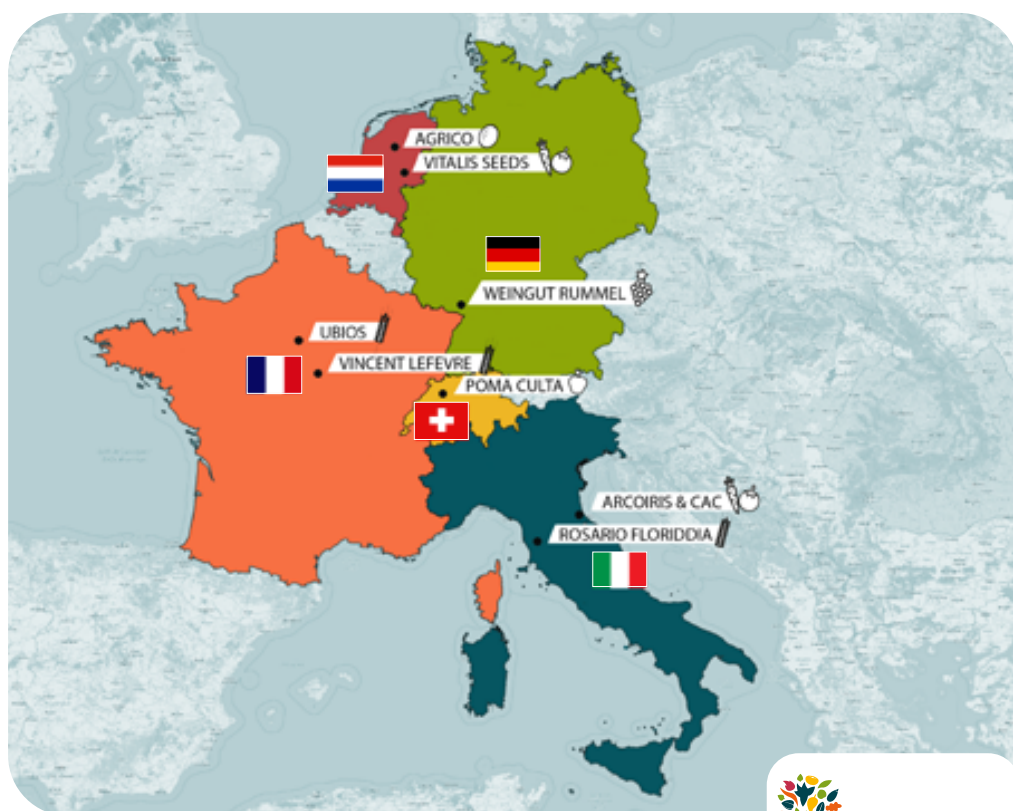 AGRICO
VITALIS SEEDS
WEINGUT RUMMEL
UBIOS
VINCENT LEFEVRE
POMA CULTA
ARCOIRIS & CAC
ROSARIO FLORIDDIA